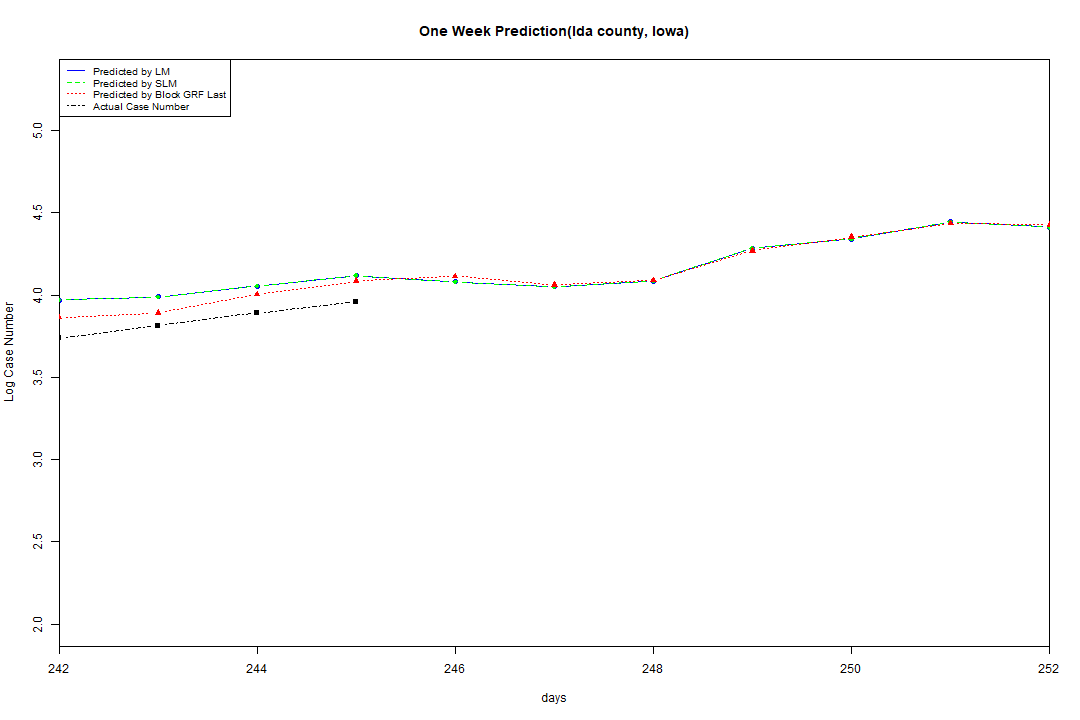 One Week Prediction(Ida county, Iowa)
Predicted by LM
Predicted by SLM
Predicted by Block GRF Last
Actual Case Number
Log Case Number
5.0
4.5
4.0
3.5
3.0
2.5
2.0
242 244 246 248 250 252
days